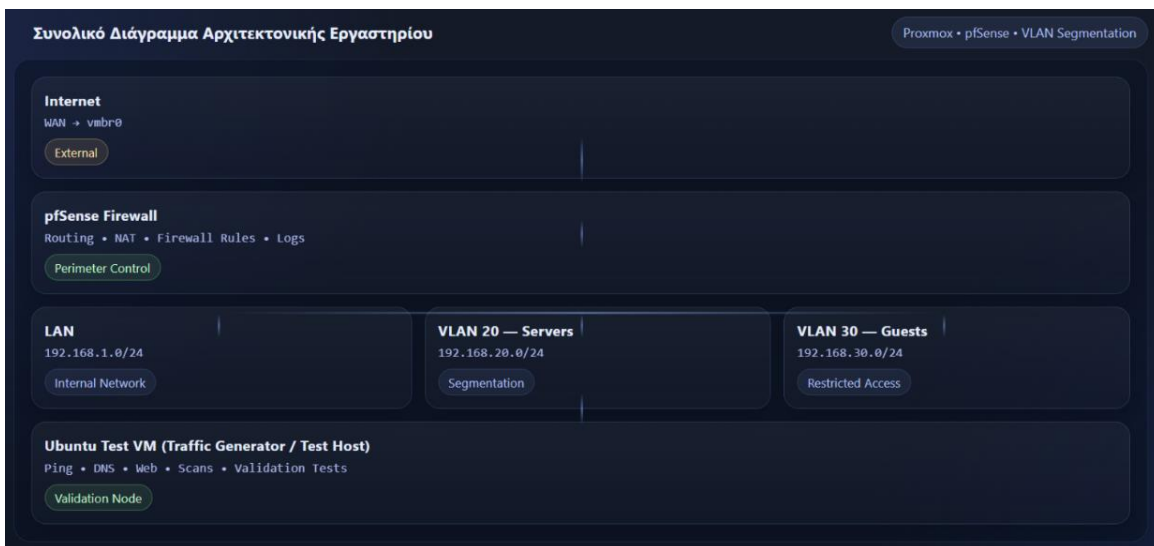 Συνολικό Διάγραμμα Αρχιτεκτονικής Εργαστηρίου
Proxmox • pfSense • VLAN Segmentation
Internet
WAN → vmbr0
External
pfSense Firewall
Routing • NAT • Firewall Rules • Logs
Perimeter Control
LAN
192.168.1.0/24
Internal Network
VLAN 20 — Servers
192.168.20.0/24
Segmentation
VLAN 30 — Guests
192.168.30.0/24
Restricted Access
Ubuntu Test VM (Traffic Generator / Test Host)
Ping • DNS • Web • Scans • Validation Tests
Validation Node